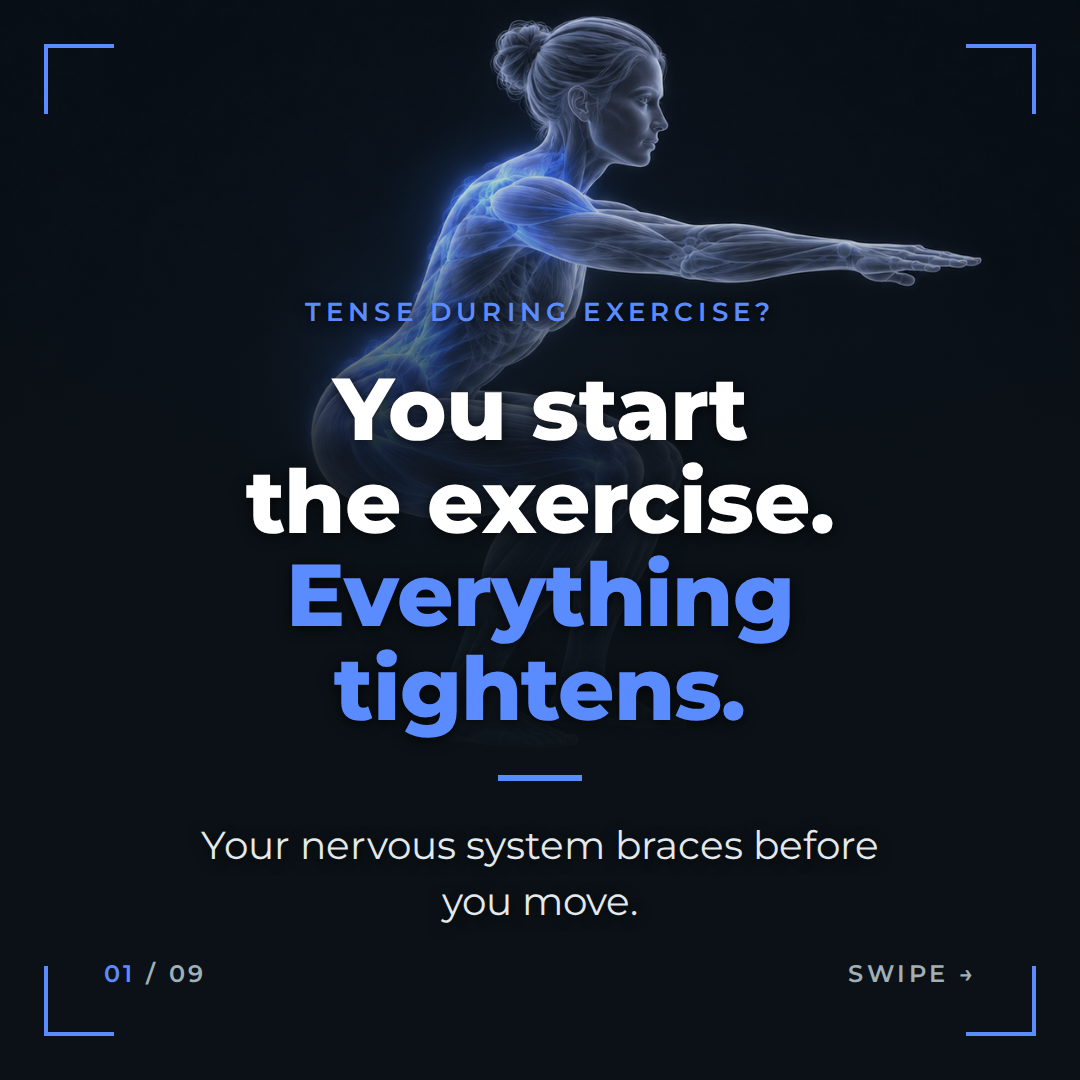 TENSE DURING EXERCISE?
You start
the exercise.
Everything
tightens.
Your nervous system braces before
you move.
01 / 09
SWIPE →